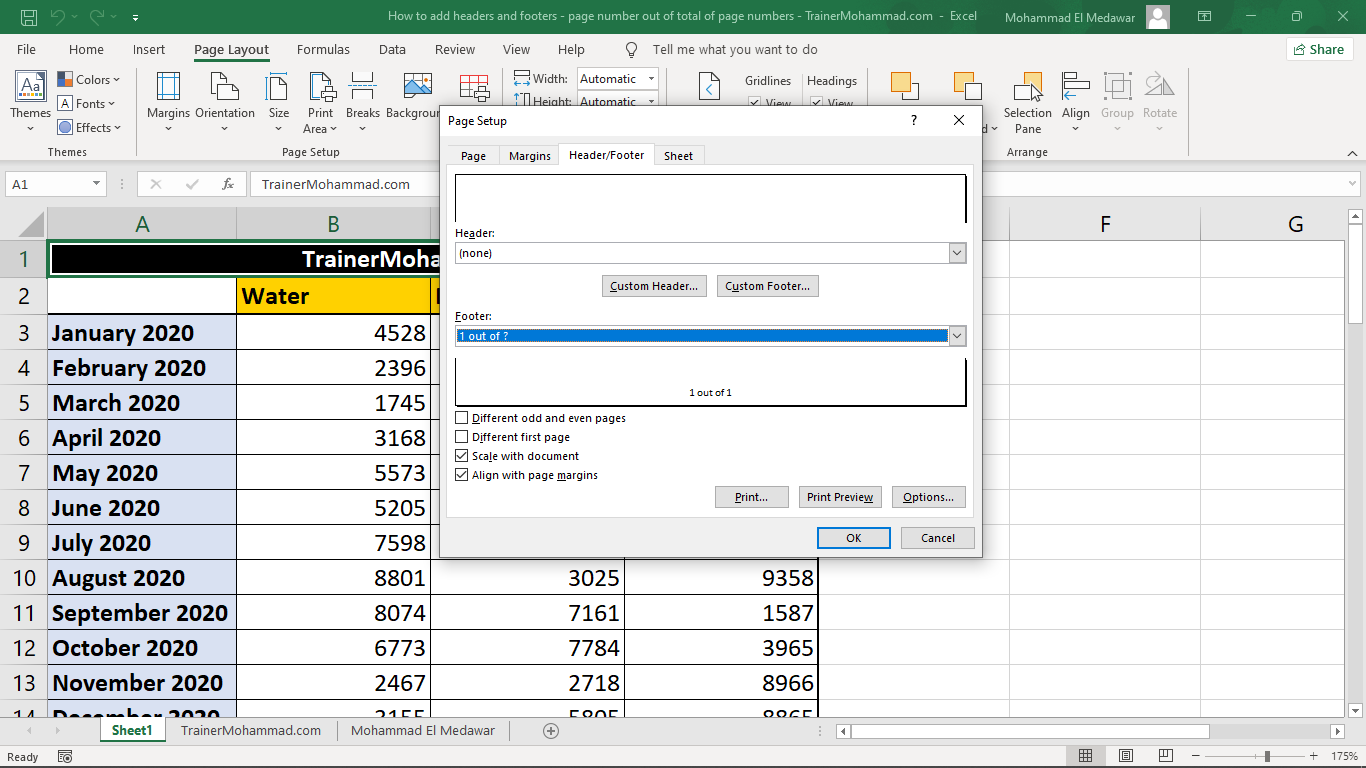 How to add headers and footers - page number out of total of page numbers - TrainerMohammad.com - Excel
Mohammad El Medawar
File Home Insert Page Layout Formulas Data Review View Help Tell me what you want to do
Share
Themes
Colors
Fonts
Effects
Themes
Margins
Orientation
Size
Print
Area
Breaks
Page Setup
Width: Automatic
Height: Automatic
Gridlines
View
Headings
View
Selection
Pane
Align
Group
Rotate
Arrange
A1
fx
TrainerMohammad.com
Page Setup
?
Page Margins Header/Footer Sheet
Header:
(none)
Custom Header... Custom Footer...
Footer:
1 out of ?
1 out of 1
Different odd and even pages
Different first page
Scale with document
Align with page margins
Print... Print Preview Options...
OK Cancel
A B F G
1
2 Water
3 January 2020 4528
4 February 2020 2396
5 March 2020 1745
6 April 2020 3168
7 May 2020 5573
8 June 2020 5205
9 July 2020 7598
10 August 2020 8801 3025 9358
11 September 2020 8074 7161 1587
12 October 2020 6773 7784 3965
13 November 2020 2467 2718 8966
14 December 2020 3155 5805 8865
Sheet1 TrainerMohammad.com Mohammad El Medawar
Ready
175%